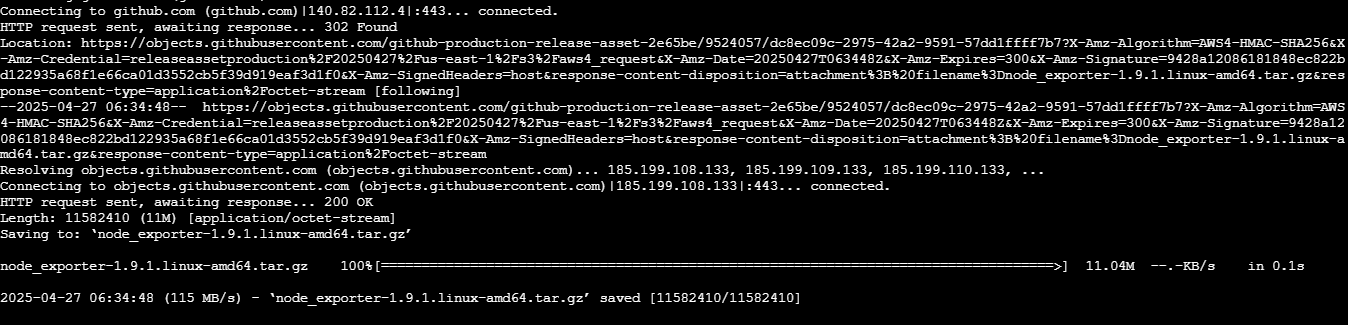 Connecting to github.com (github.com)|140.82.112.4|:443... connected.
HTTP request sent, awaiting response... 302 Found
Location: https://objects.githubusercontent.com/github-production-release-asset-2e65be/9524057/dc8ec09c-2975-42a2-9591-57dd1ffff7b7?X-Amz-Algorithm=AWS4-HMAC-SHA256&X
-Amz-Credential=releaseassetproduction%2F20250427%2Fus-east-1%2Fs3%2Faws4_request&X-Amz-Date=20250427T063448Z&X-Amz-Expires=300&X-Amz-Signature=9428a12086181848ec822b
d122935a68f1e66ca01d3552cb5f39d919eaf3d1f0&X-Amz-SignedHeaders=host&response-content-disposition=attachment%3B%20filename%3Dnode_exporter-1.9.1.linux-amd64.tar.gz&res
ponse-content-type=application%2Foctet-stream [following]
--2025-04-27 06:34:48--  https://objects.githubusercontent.com/github-production-release-asset-2e65be/9524057/dc8ec09c-2975-42a2-9591-57dd1ffff7b7?X-Amz-Algorithm=AWS
4-HMAC-SHA256&X-Amz-Credential=releaseassetproduction%2F20250427%2Fus-east-1%2Fs3%2Faws4_request&X-Amz-Date=20250427T063448Z&X-Amz-Expires=300&X-Amz-Signature=9428a12
086181848ec822bd122935a68f1e66ca01d3552cb5f39d919eaf3d1f0&X-Amz-SignedHeaders=host&response-content-disposition=attachment%3B%20filename%3Dnode_exporter-1.9.1.linux-a
md64.tar.gz&response-content-type=application%2Foctet-stream
Resolving objects.githubusercontent.com (objects.githubusercontent.com)... 185.199.108.133, 185.199.109.133, 185.199.110.133, ...
Connecting to objects.githubusercontent.com (objects.githubusercontent.com)|185.199.108.133|:443... connected.
HTTP request sent, awaiting response... 200 OK
Length: 11582410 (11M) [application/octet-stream]
Saving to: ‘node_exporter-1.9.1.linux-amd64.tar.gz’
node_exporter-1.9.1.linux-amd64.tar.gz    100%[===================================================================================>]  11.04M  --.-KB/s    in 0.1s
2025-04-27 06:34:48 (115 MB/s) - ‘node_exporter-1.9.1.linux-amd64.tar.gz’ saved [11582410/11582410]